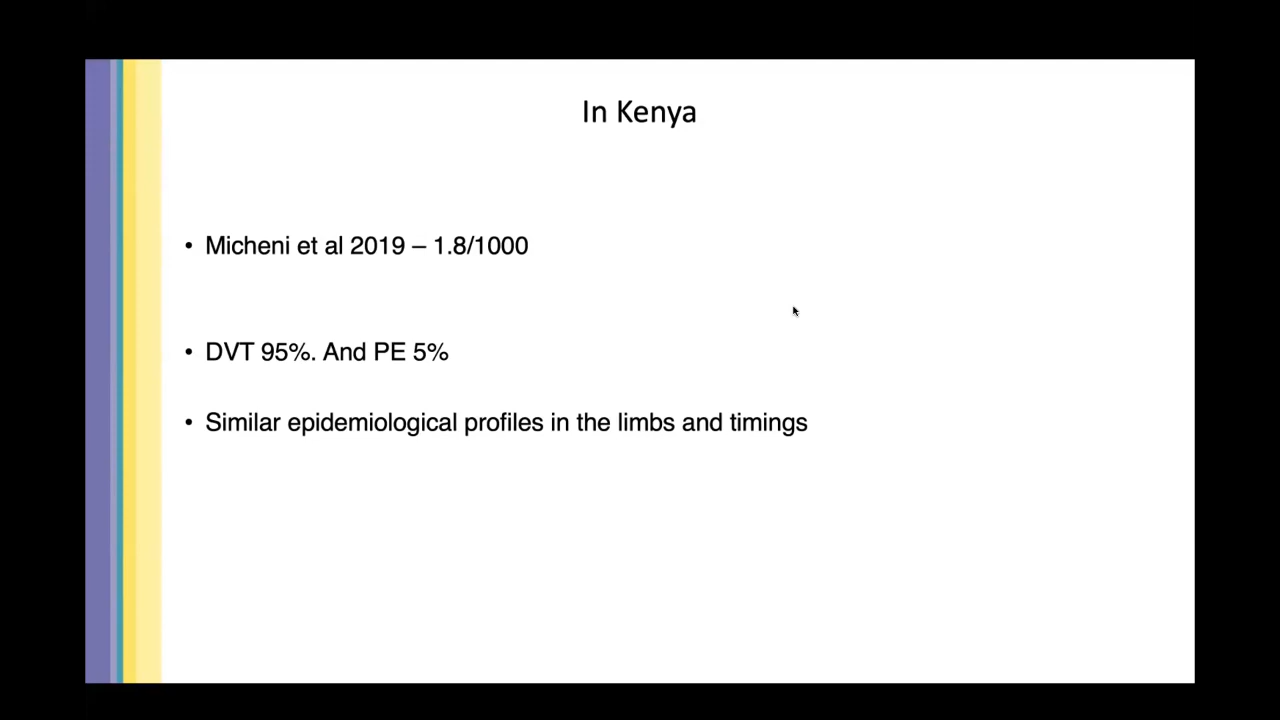 In Kenya
• Micheni et al 2019 – 1.8/1000
• DVT 95%. And PE 5%
• Similar epidemiological profiles in the limbs and timings